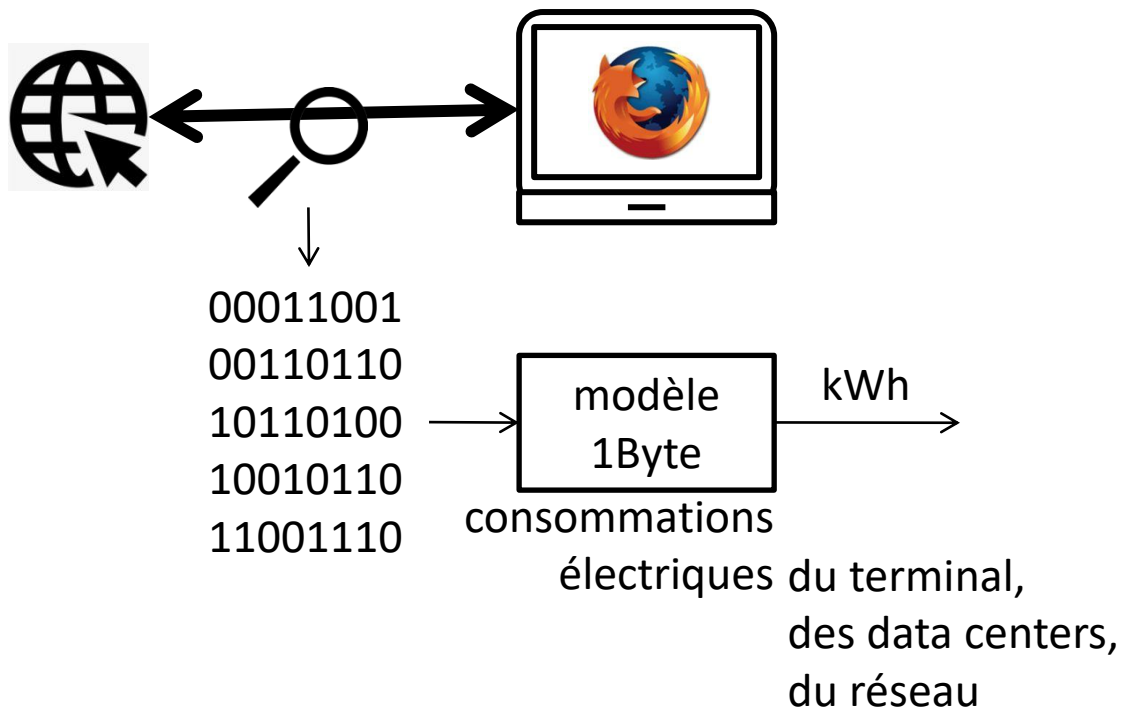 00011001
00110110
10110100
10010110
11001110
modèle
1Byte
kWh
consommations
électriques
du terminal,
des data centers,
du réseau